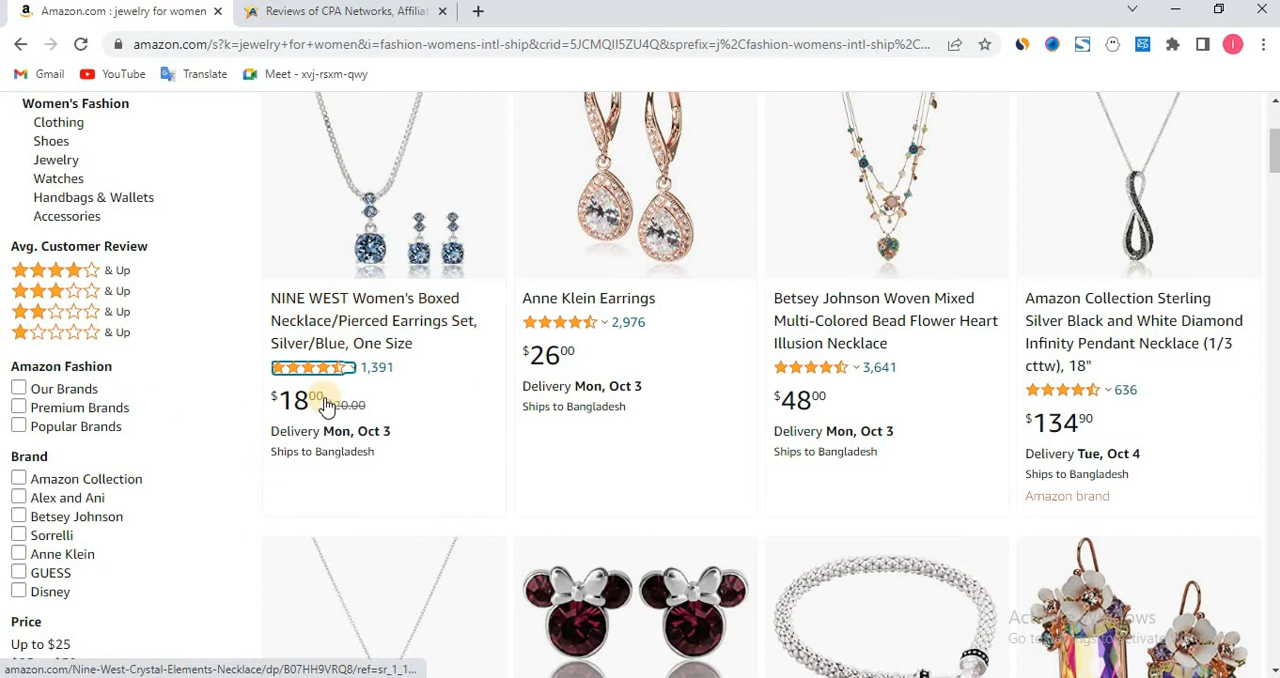 Amazon.com : jewelry for women
Reviews of CPA Networks, Affiliat
amazon.com/s?k=jewelry+for+women&i=fashion-womens-intl-ship&crid=5JCMQII5ZU4Q&sprefix=j%2Cfashion-womens-intl-ship%2C...
Gmail
YouTube
Translate
Meet - xvj-rsxm-qwy
Women's Fashion
Clothing
Shoes
Jewelry
Watches
Handbags & Wallets
Accessories
Avg. Customer Review
& Up
& Up
& Up
& Up
Amazon Fashion
Our Brands
Premium Brands
Popular Brands
Brand
Amazon Collection
Alex and Ani
Betsey Johnson
Sorrelli
Anne Klein
GUESS
Disney
Price
Up to $25
NINE WEST Women's Boxed
Necklace/Pierced Earrings Set,
Silver/Blue, One Size
1,391
$1800 20.00
Delivery Mon, Oct 3
Ships to Bangladesh
Anne Klein Earrings
2,976
$2600
Delivery Mon, Oct 3
Ships to Bangladesh
Betsey Johnson Woven Mixed
Multi-Colored Bead Flower Heart
Illusion Necklace
3,641
$4800
Delivery Mon, Oct 3
Ships to Bangladesh
Amazon Collection Sterling
Silver Black and White Diamond
Infinity Pendant Necklace (1/3
cttw), 18"
636
$13490
Delivery Tue, Oct 4
Ships to Bangladesh
Amazon brand
amazon.com/Nine-West-Crystal-Elements-Necklace/dp/B07HH9VRQ8/ref=sr_1_1...